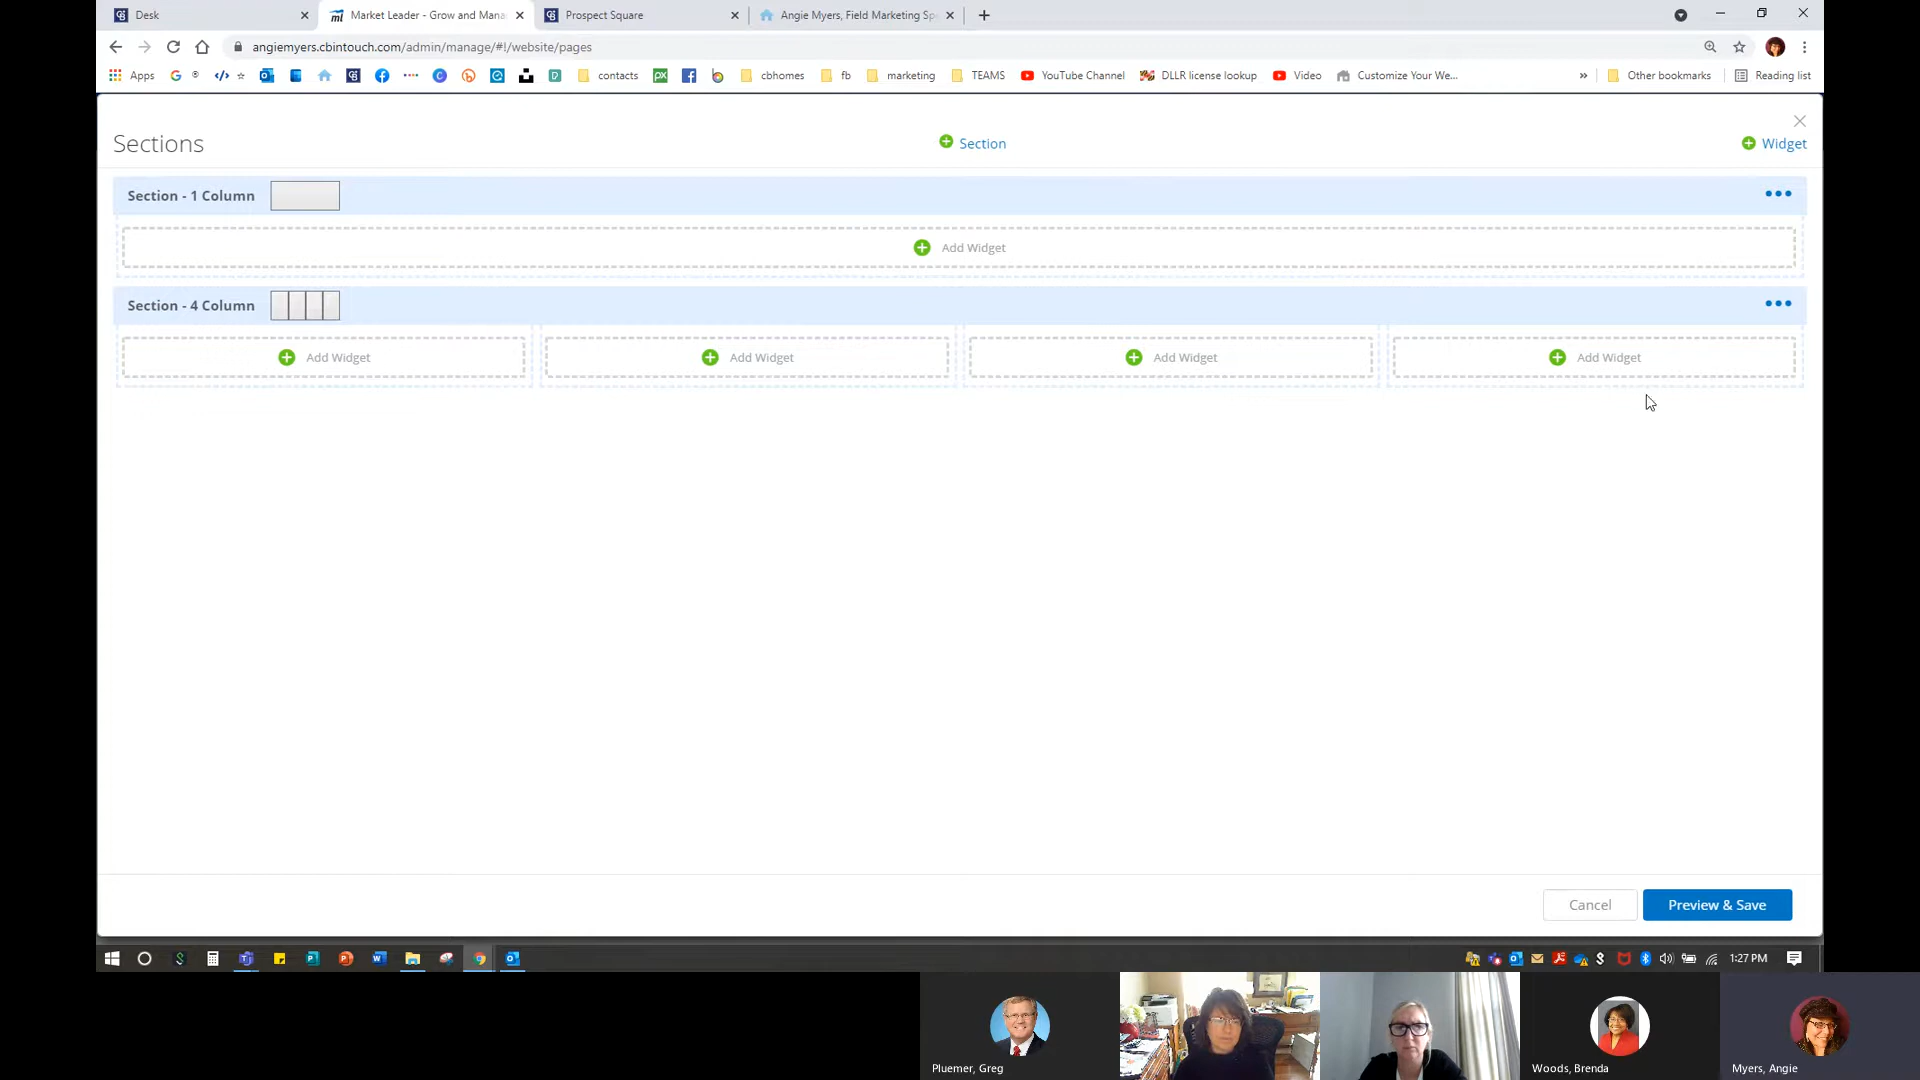 Desk
Market Leader - Grow and Mana
Prospect Square
Angie Myers, Field Marketing Sp
angiemyers.cbintouch.com/admin/manage/#!/website/pages
Apps
contacts
cbhomes
fb
marketing
TEAMS
YouTube Channel
DLLR license lookup
Video
Customize Your We...
»
Other bookmarks
Reading list
Sections
Section
Widget
Section - 1 Column
Add Widget
Section - 4 Column
Add Widget
Add Widget
Add Widget
Add Widget
Cancel
Preview & Save
1:27 PM
Pluemer, Greg
Woods, Brenda
Myers, Angie